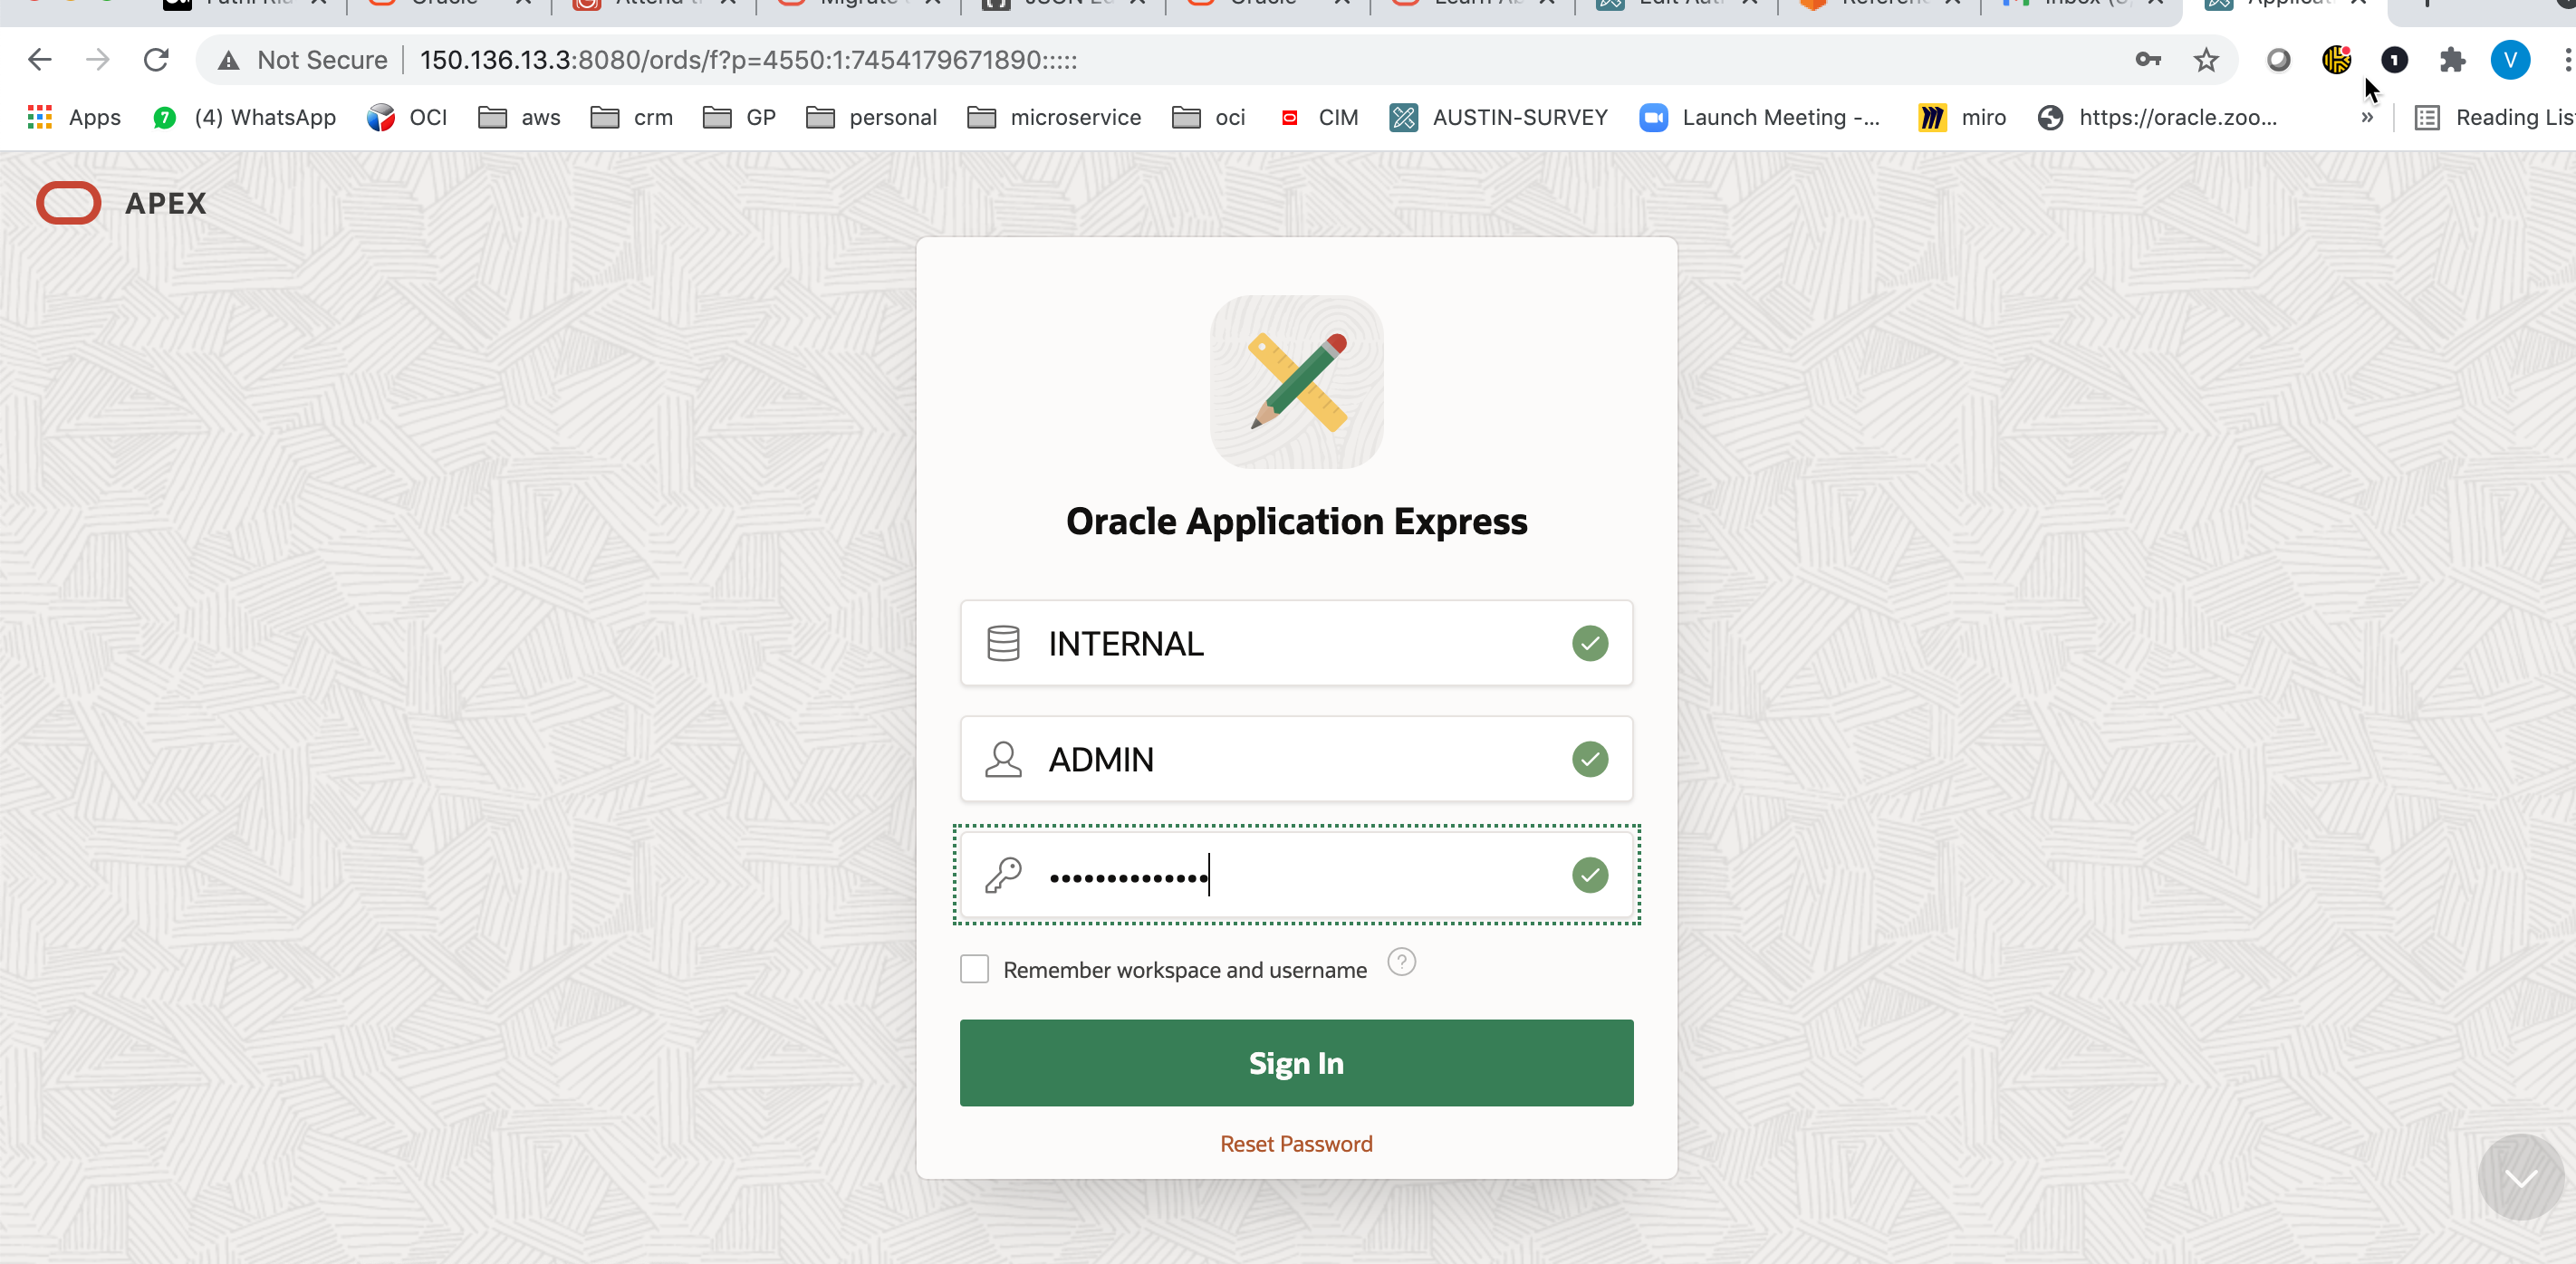 Not Secure 150.136.13.3:8080/ords/f?p=4550:1:7454179671890:::::
V
Apps 7 (4) WhatsApp OCI aws crm GP personal microservice oci CIM AUSTIN-SURVEY Launch Meeting -... miro https://oracle.zoo... » Reading Lis
APEX
Oracle Application Express
INTERNAL
ADMIN
••••••••••••••
Remember workspace and username ?
Sign In
Reset Password